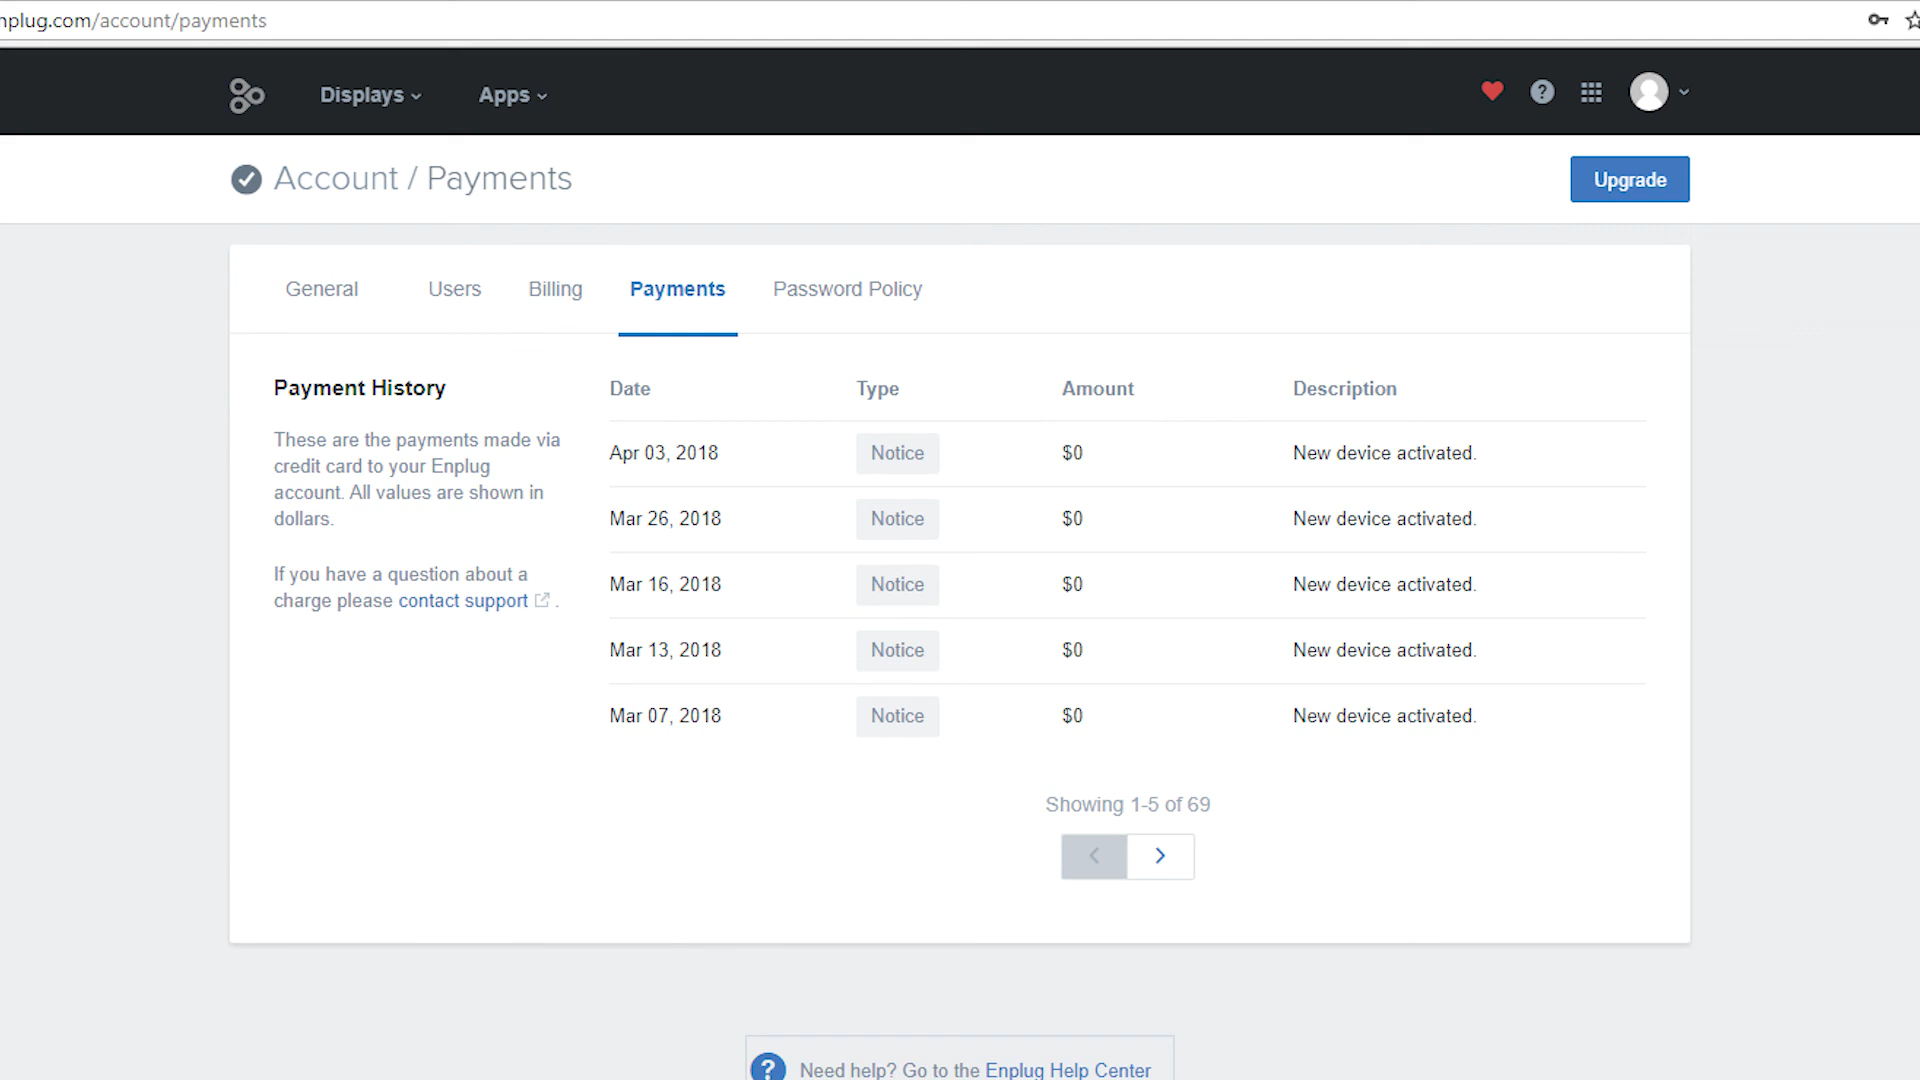 nplug.com/account/payments
Displays
Apps
?
Account / Payments
Upgrade
General Users Billing Payments Password Policy
Payment History
These are the payments made via
credit card to your Enplug
account. All values are shown in
dollars.
If you have a question about a
charge please contact support .
Date Type Amount Description
Apr 03, 2018 Notice $0 New device activated.
Mar 26, 2018 Notice $0 New device activated.
Mar 16, 2018 Notice $0 New device activated.
Mar 13, 2018 Notice $0 New device activated.
Mar 07, 2018 Notice $0 New device activated.
Showing 1-5 of 69
? Need help? Go to the Enplug Help Center